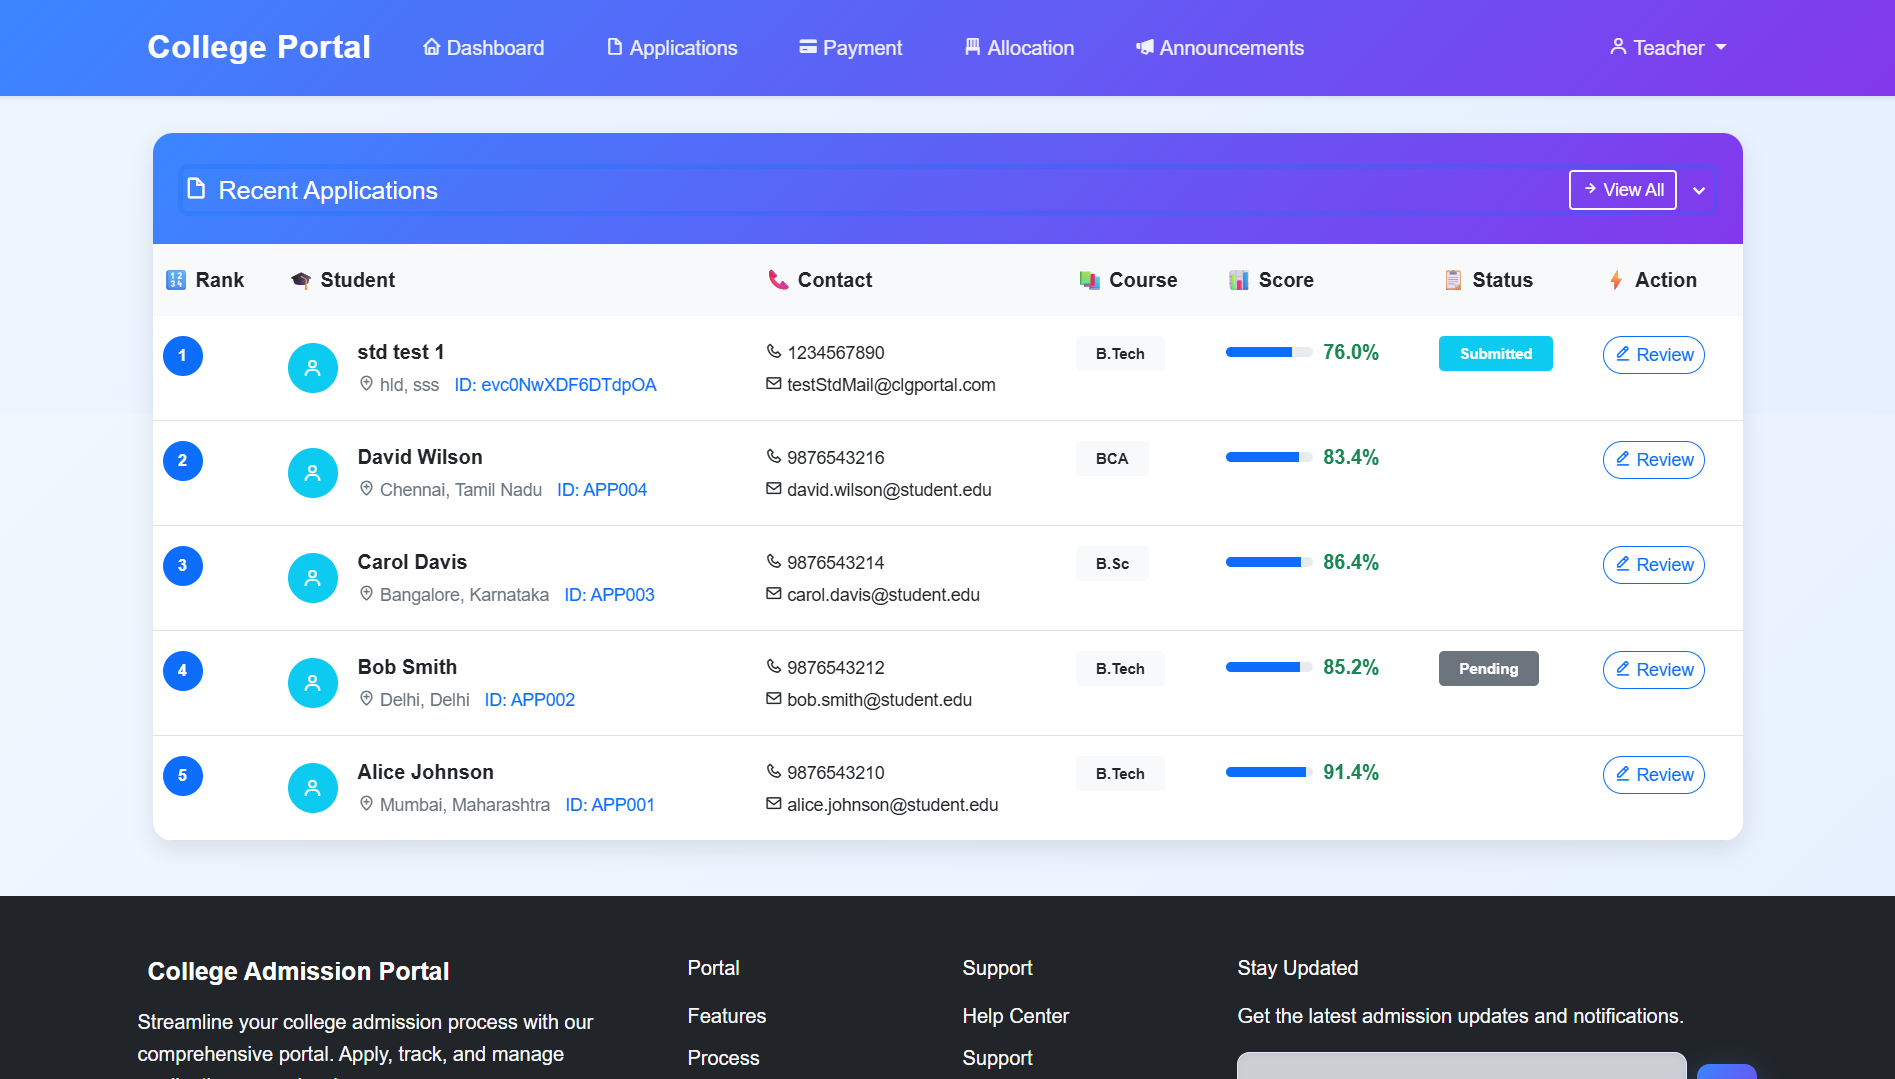 College Portal Dashboard Applications Payment Allocation Announcements Teacher
Recent Applications View All
Rank Student Contact Course Score Status Action
1 std test 1 1234567890 B.Tech 76.0% Submitted Review
hld, sss ID: evc0NwXDF6DTdpOA testStdMail@clgportal.com
2 David Wilson 9876543216 BCA 83.4% Review
Chennai, Tamil Nadu ID: APP004 david.wilson@student.edu
3 Carol Davis 9876543214 B.Sc 86.4% Review
Bangalore, Karnataka ID: APP003 carol.davis@student.edu
4 Bob Smith 9876543212 B.Tech 85.2% Pending Review
Delhi, Delhi ID: APP002 bob.smith@student.edu
5 Alice Johnson 9876543210 B.Tech 91.4% Review
Mumbai, Maharashtra ID: APP001 alice.johnson@student.edu
College Admission Portal
Streamline your college admission process with our
comprehensive portal. Apply, track, and manage
Portal
Features
Process
Support
Help Center
Support
Stay Updated
Get the latest admission updates and notifications.